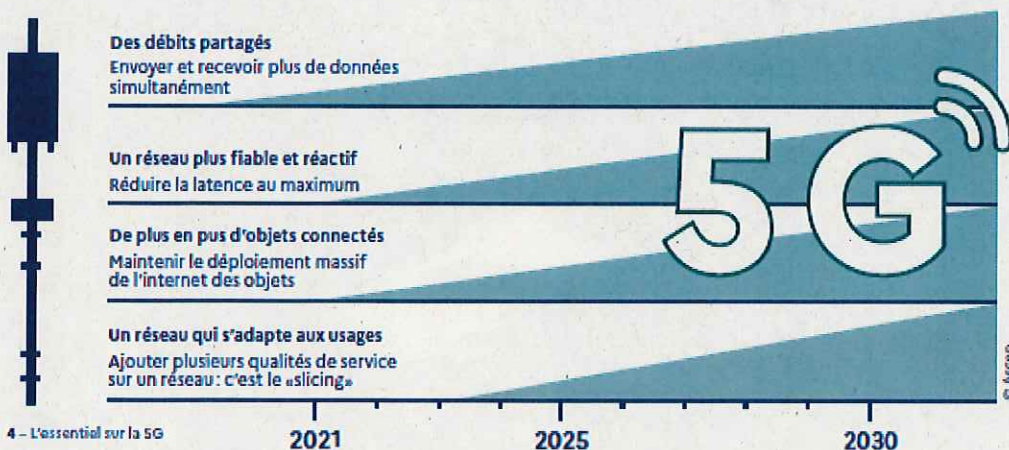 Des débits partagés
Envoyer et recevoir plus de données
simultanément
Un réseau plus fiable et réactif
Réduire la latence au maximum
De plus en pus d'objets connectés
Maintenir le déploiement massif
de l'internet des objets
Un réseau qui s'adapte aux usages
Ajouter plusieurs qualités de service
sur un réseau : c'est le «slicing»
5G
2021
2025
2030
4 – L'essentiel sur la 5G